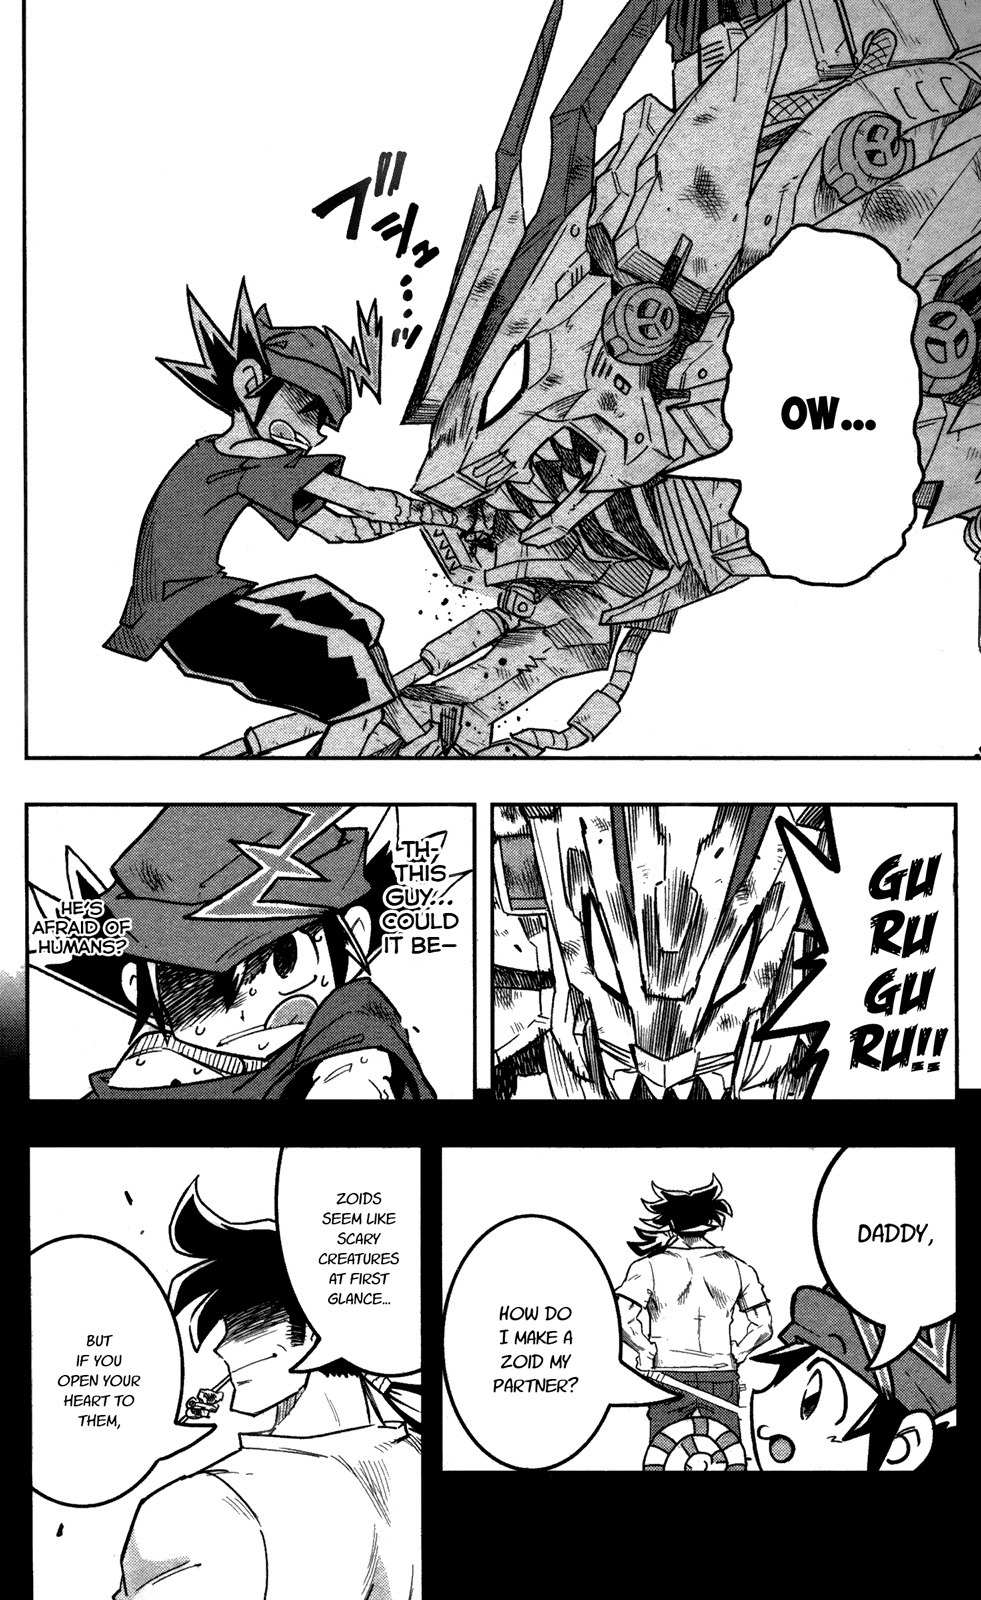 ブシュッ…ッ
OW...
GU
RU
GU
RU!!
TH-
THIS
GUY...
COULD
IT BE—
HE'S
AFRAID OF
HUMANS?
DADDY,
HOW DO
I MAKE A
ZOID MY
PARTNER?
ZOIDS
SEEM LIKE
SCARY
CREATURES
AT FIRST
GLANCE...
BUT
IF YOU
OPEN YOUR
HEART TO
THEM,